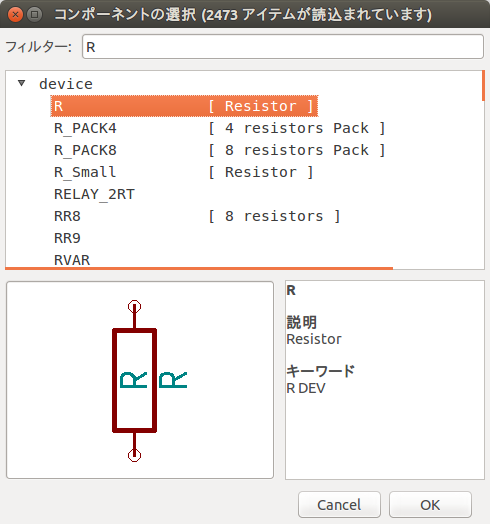 コンポーネントの選択 (2473 アイテムが読込まれています)
フィルター: R
device
R [ Resistor ]
R_PACK4 [ 4 resistors Pack ]
R_PACK8 [ 8 resistors Pack ]
R_Small [ Resistor ]
RELAY_2RT
RR8 [ 8 resistors ]
RR9
RVAR
R R
R
説明
Resistor
キーワード
R DEV
Cancel OK